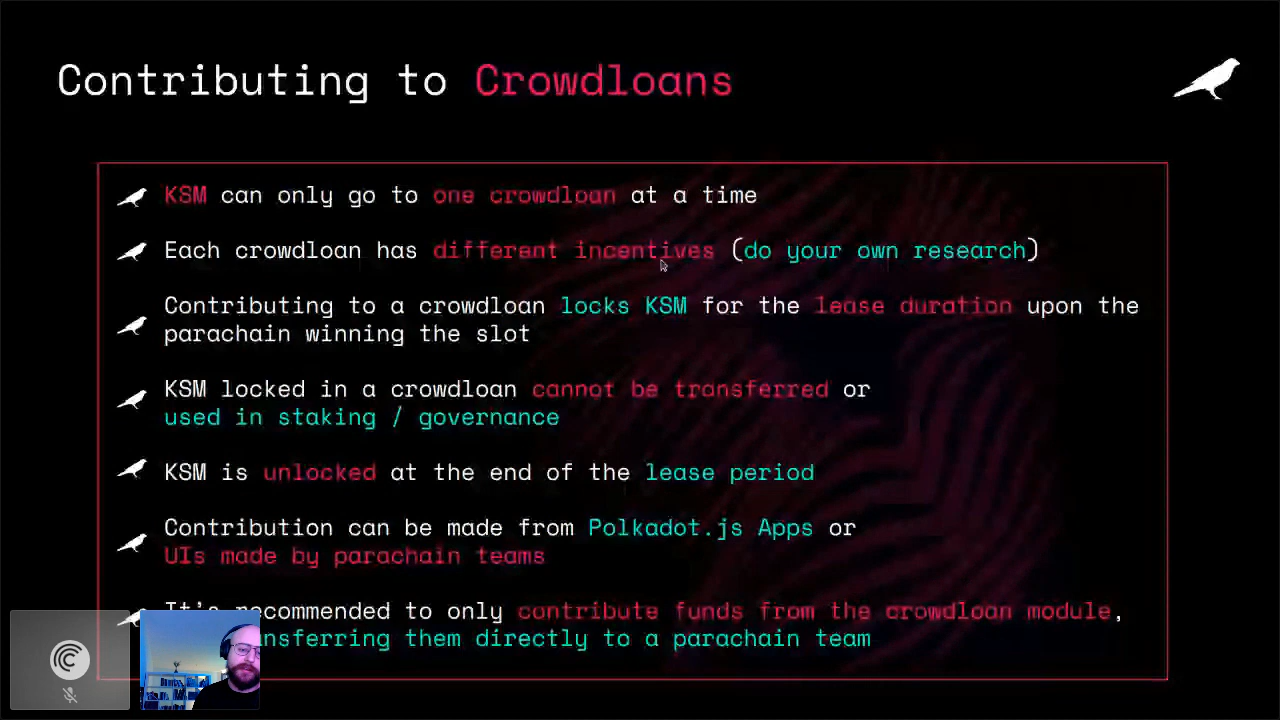 Contributing to Crowdloans
KSM can only go to one crowdloan at a time
Each crowdloan has different incentives (do your own research)
Contributing to a crowdloan locks KSM for the lease duration upon the
parachain winning the slot
KSM locked in a crowdloan cannot be transferred or
used in staking / governance
KSM is unlocked at the end of the lease period
Contribution can be made from Polkadot.js Apps or
UIs made by parachain teams
It's recommended to only contribute funds from the crowdloan module,
them directly to a parachain team